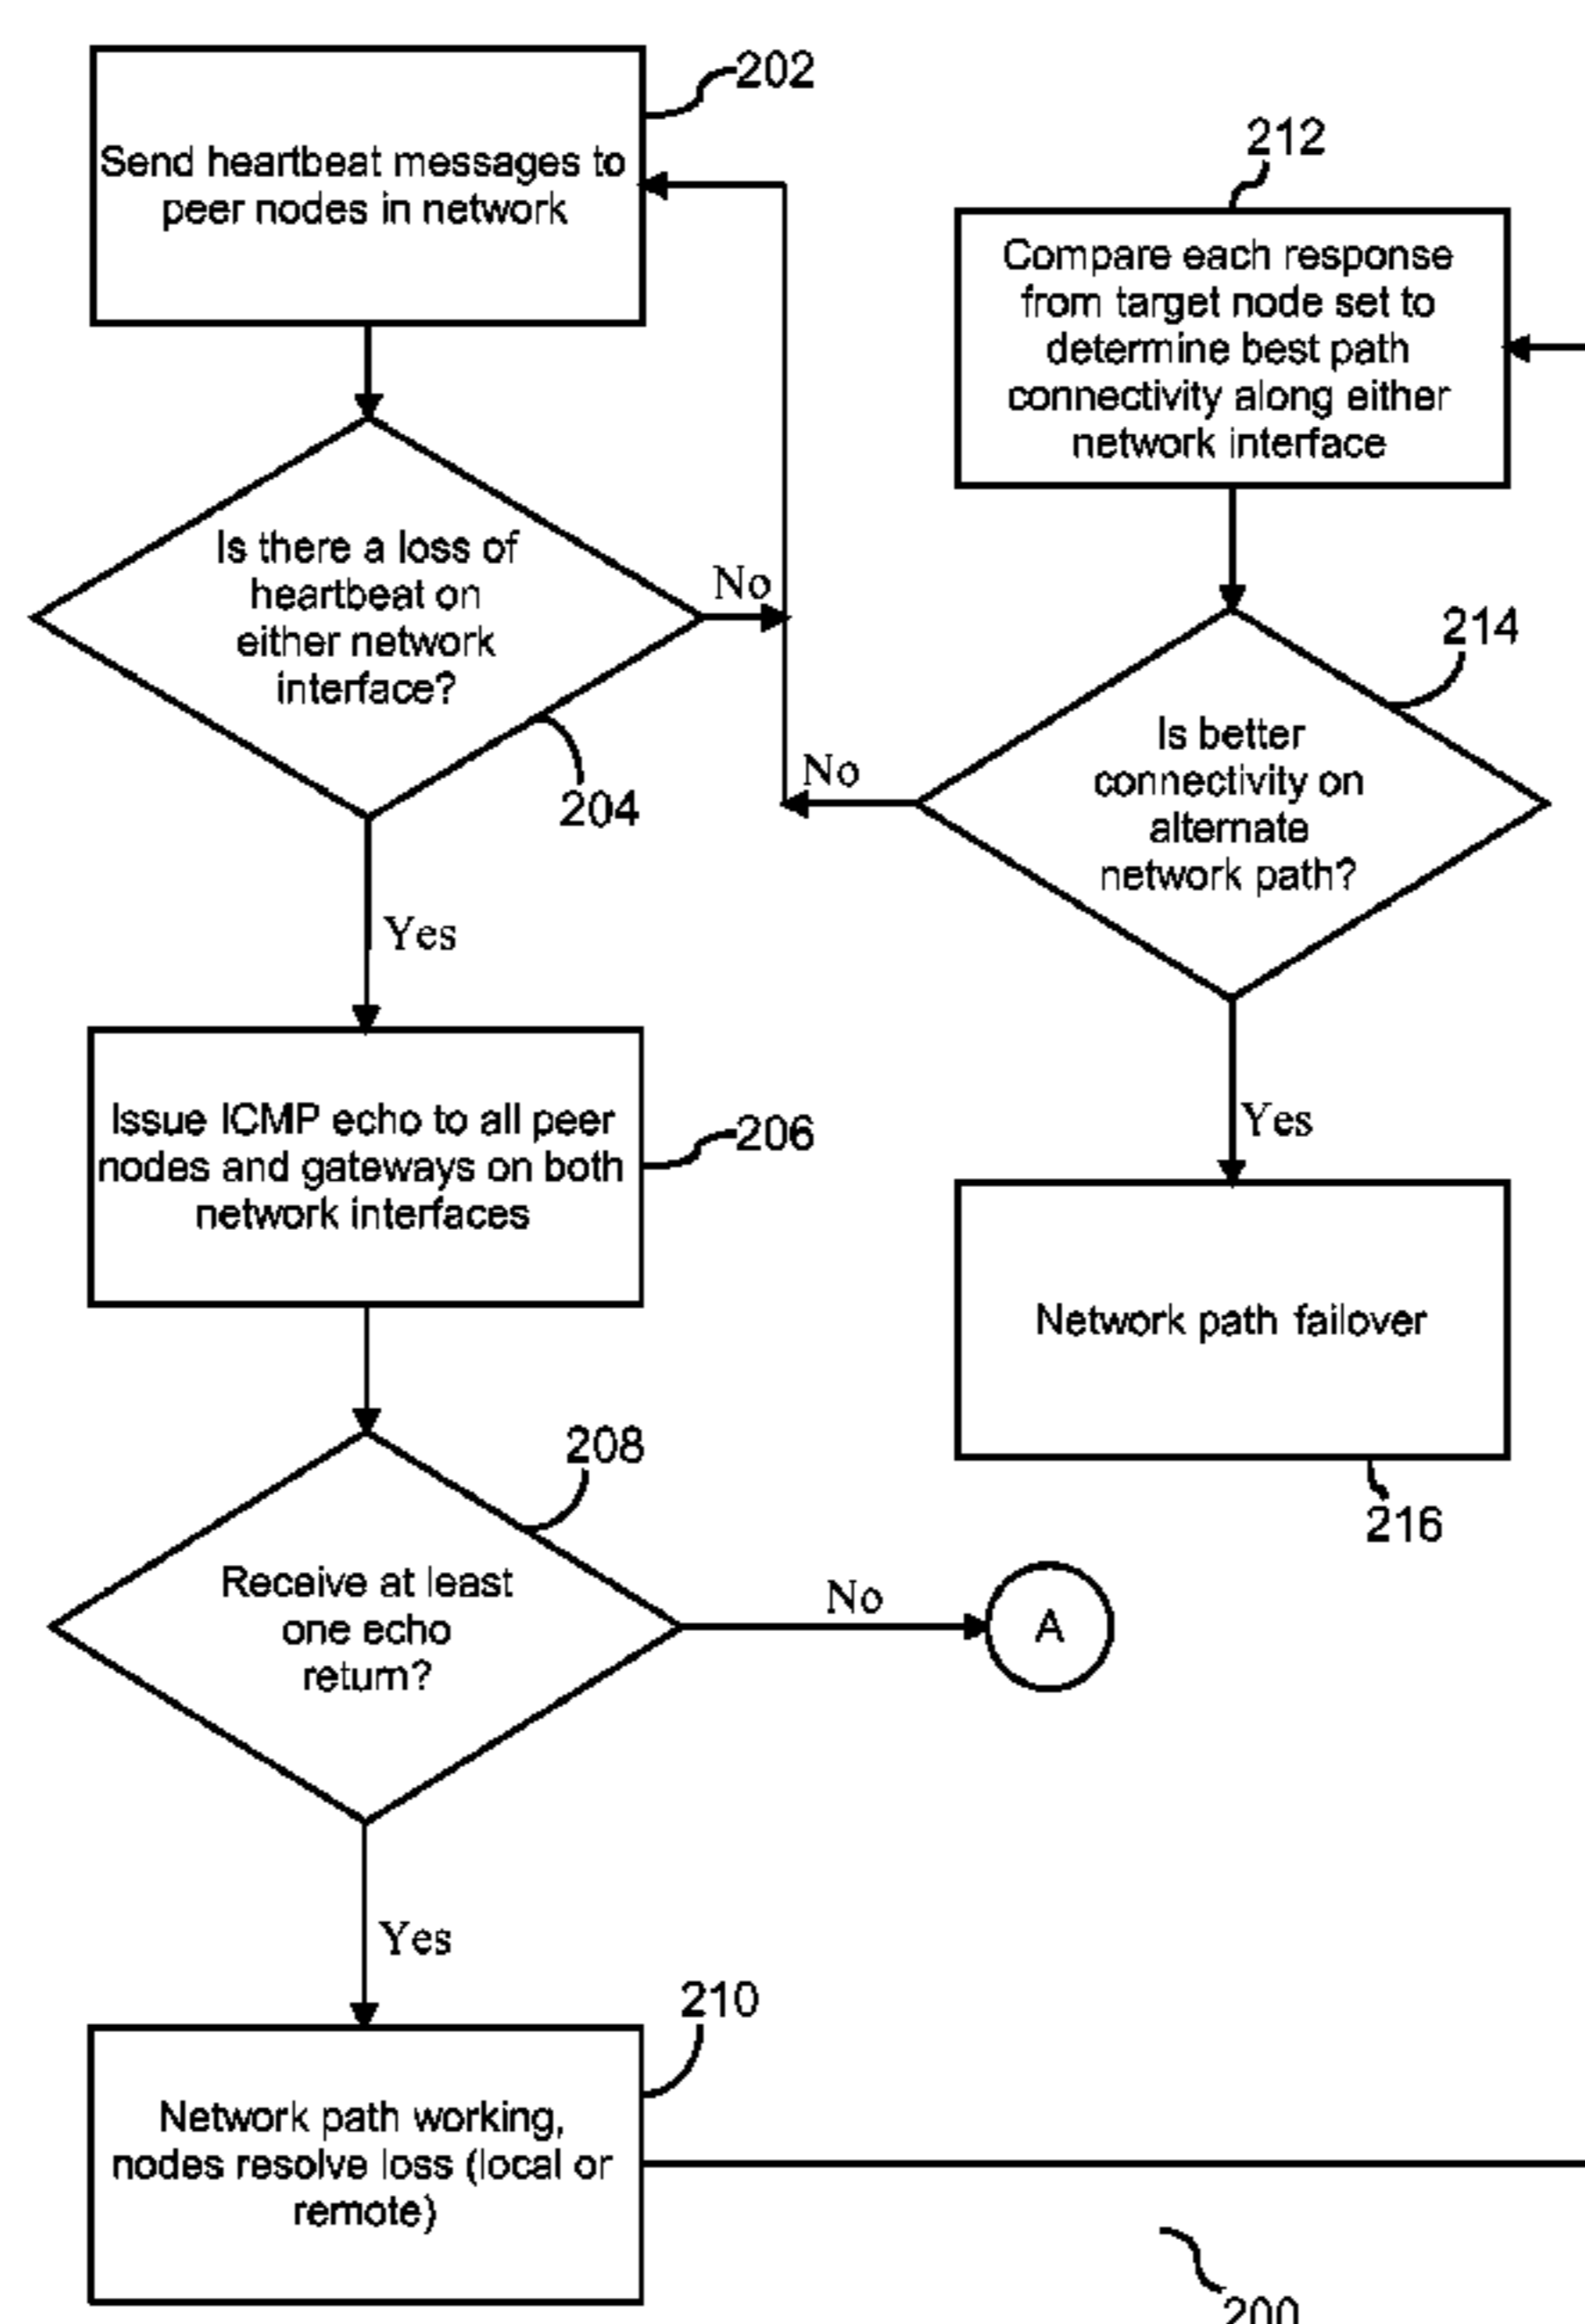 202
Send heartbeat messages to
peer nodes in network
Is there a loss of
heartbeat on
either network
interface?
No
204
Yes
Issue ICMP echo to all peer
nodes and gateways on both
network interfaces
206
208
Receive at least
one echo
return?
No
A
Yes
210
Network path working,
nodes resolve loss (local or
remote)
212
Compare each response
from target node set to
determine best path
connectivity along either
network interface
214
Is better
connectivity on
alternate
network path?
No
Yes
Network path failover
216
200